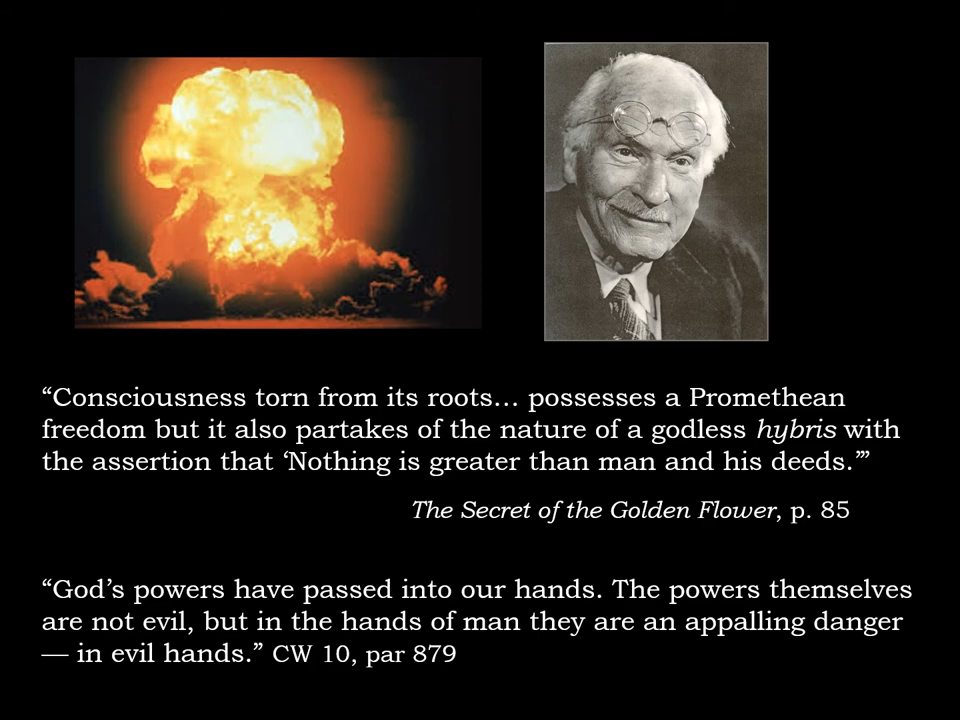 “Consciousness torn from its roots… possesses a Promethean
freedom but it also partakes of the nature of a godless hybris with
the assertion that ‘Nothing is greater than man and his deeds.’”
The Secret of the Golden Flower, p. 85
“God’s powers have passed into our hands. The powers themselves
are not evil, but in the hands of man they are an appalling danger
— in evil hands.” CW 10, par 879